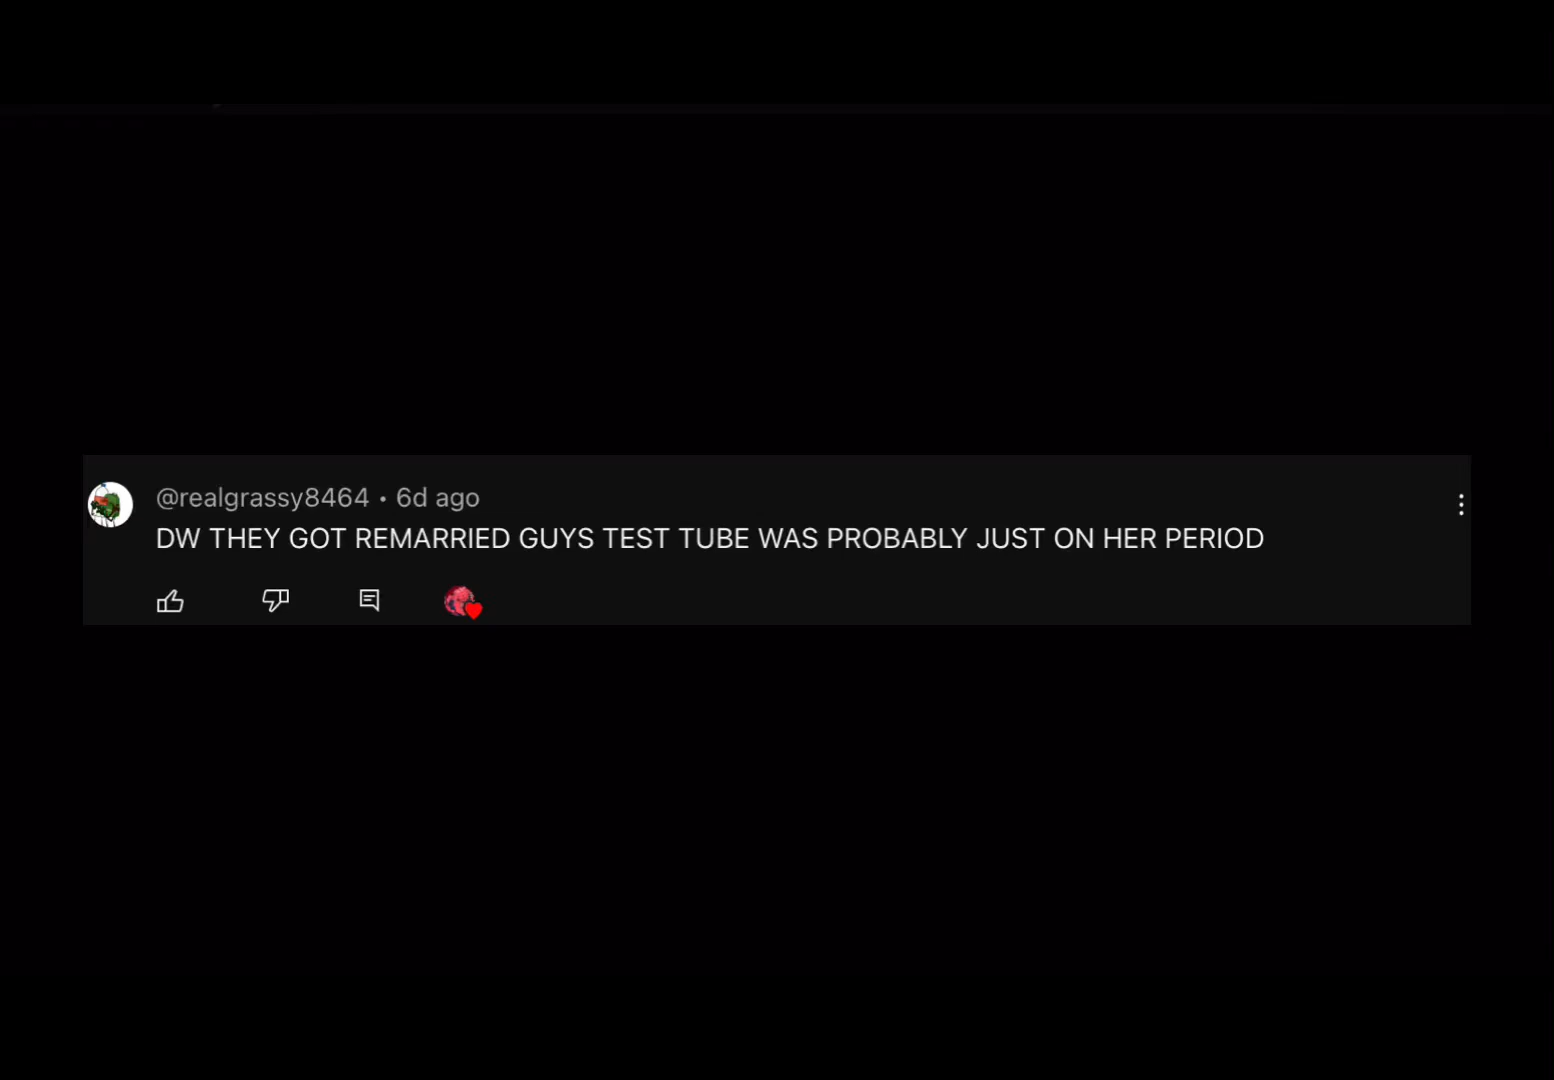 @realgrassy8464 • 6d ago
DW THEY GOT REMARRIED GUYS TEST TUBE WAS PROBABLY JUST ON HER PERIOD